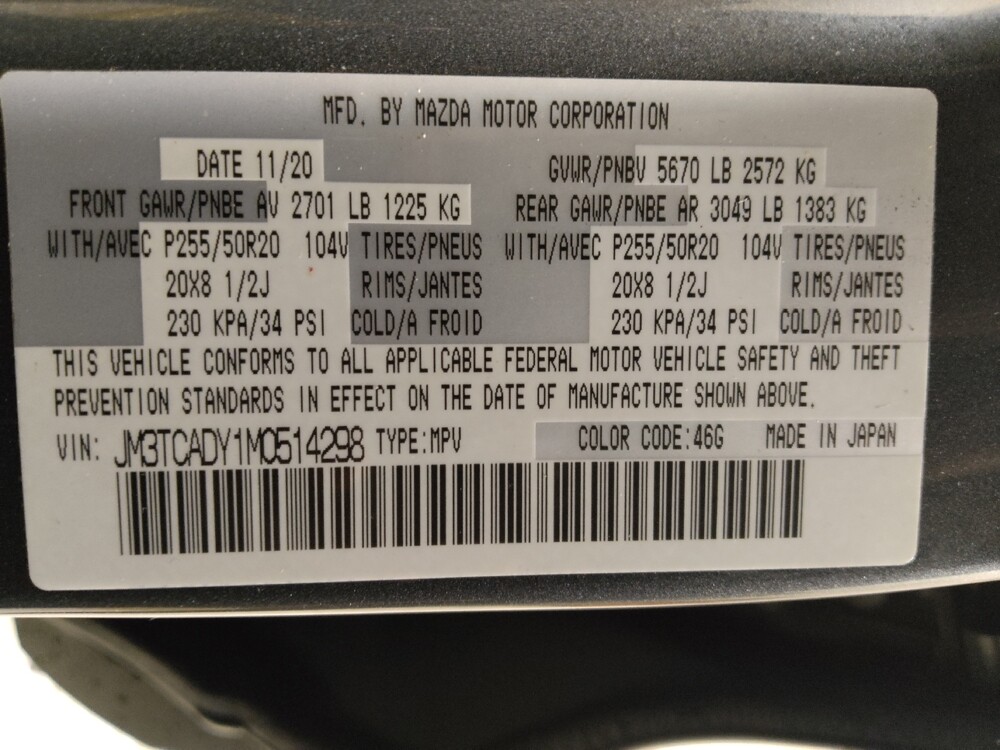 MFD. BY MAZDA MOTOR CORPORATION
DATE 11/20 GVWR/PNBV 5670 LB 2572 KG
FRONT GAWR/PNBE AV 2701 LB 1225 KG REAR GAWR/PNBE AR 3049 LB 1383 KG
WITH/AVEC P255/50R20 104V TIRES/PNEUS WITH/AVEC P255/50R20 104V TIRES/PNEUS
20X8 1/2J RIMS/JANTES 20X8 1/2J RIMS/JANTES
230 KPA/34 PSI COLD/A FROID 230 KPA/34 PSI COLD/A FROID
THIS VEHICLE CONFORMS TO ALL APPLICABLE FEDERAL MOTOR VEHICLE SAFETY AND THEFT
PREVENTION STANDARDS IN EFFECT ON THE DATE OF MANUFACTURE SHOWN ABOVE.
VIN: JM3TCADY1M0514298 TYPE:MPV COLOR CODE:46G MADE IN JAPAN